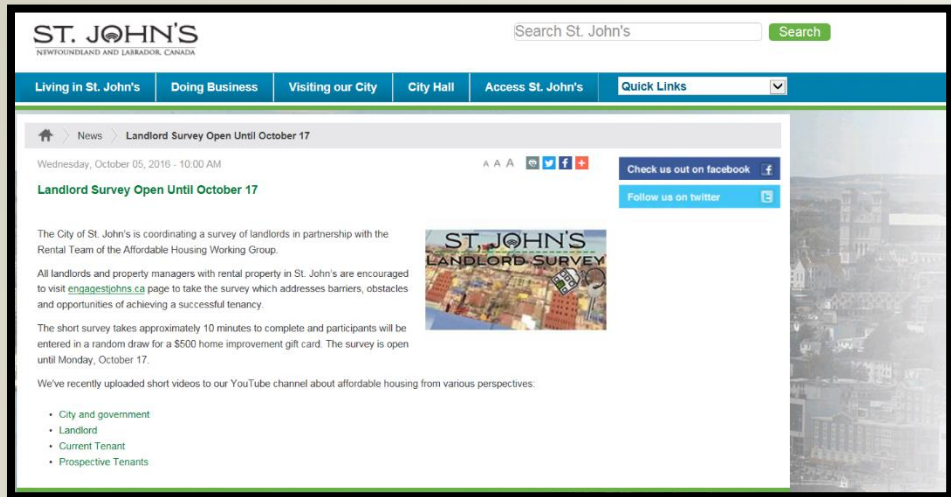 ST. JOHN'S
NEWFOUNDLAND AND LABRADOR, CANADA
Search St. John's
Search
Living in St. John's
Doing Business
Visiting our City
City Hall
Access St. John's
Quick Links
News
Landlord Survey Open Until October 17
Wednesday, October 05, 2016 - 10:00 AM
A A A
Check us out on facebook
Follow us on twitter
Landlord Survey Open Until October 17
The City of St. John's is coordinating a survey of landlords in partnership with the
Rental Team of the Affordable Housing Working Group.
All landlords and property managers with rental property in St. John's are encouraged
to visit engagestjohns.ca page to take the survey which addresses barriers, obstacles
and opportunities of achieving a successful tenancy.
The short survey takes approximately 10 minutes to complete and participants will be
entered in a random draw for a $500 home improvement gift card. The survey is open
until Monday, October 17.
ST. JOHN'S
LANDLORD SURVEY
We've recently uploaded short videos to our YouTube channel about affordable housing from various perspectives:
• City and government
• Landlord
• Current Tenant
• Prospective Tenants